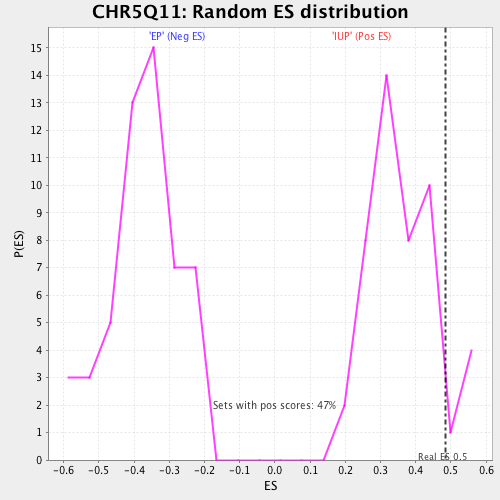 CHR5Q11: Random ES distribution
'EP' (Neg ES)
'IUP' (Pos ES)
15
14
13
12
11
10
9
8
7
6
5
4
3
2
1
0
P(ES)
Sets with pos scores: 47%
Real ES 0.5
-0.6 -0.5 -0.4 -0.3 -0.2 -0.1 -0.0 0.1 0.2 0.3 0.4 0.5 0.6
ES